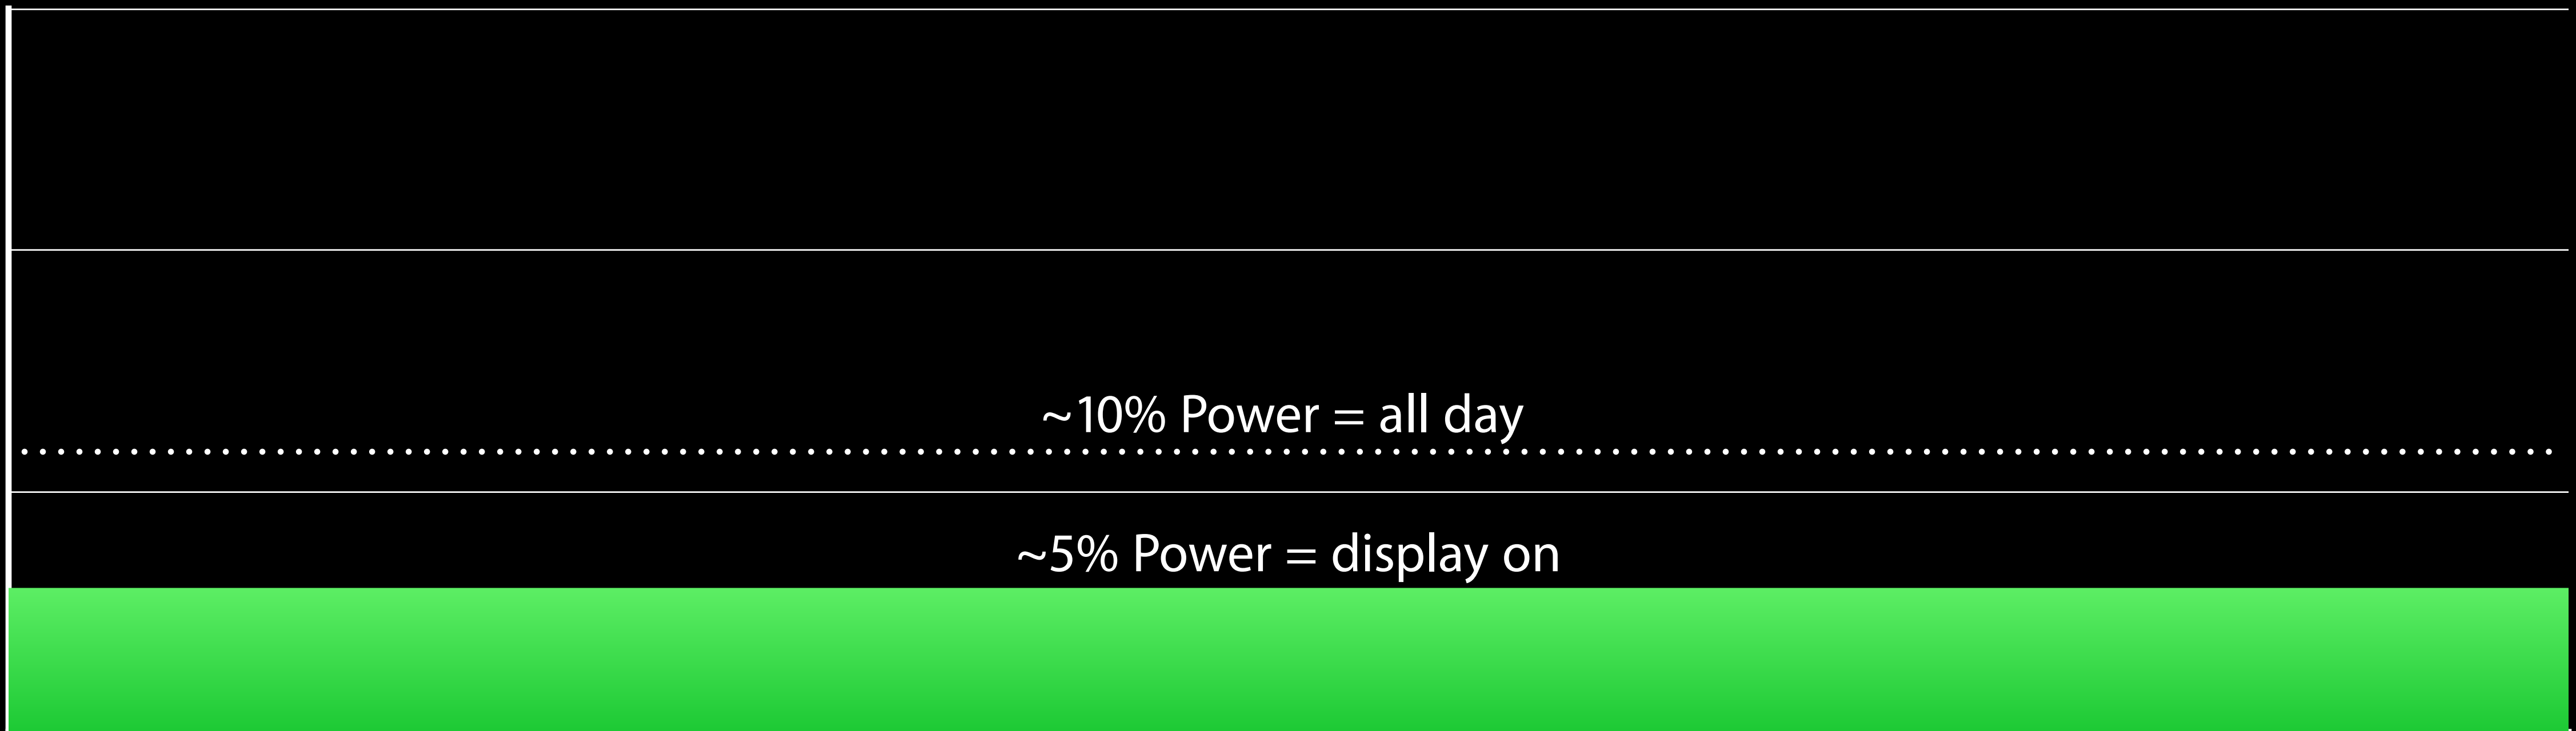 ~10% Power = all day
~5% Power = display on